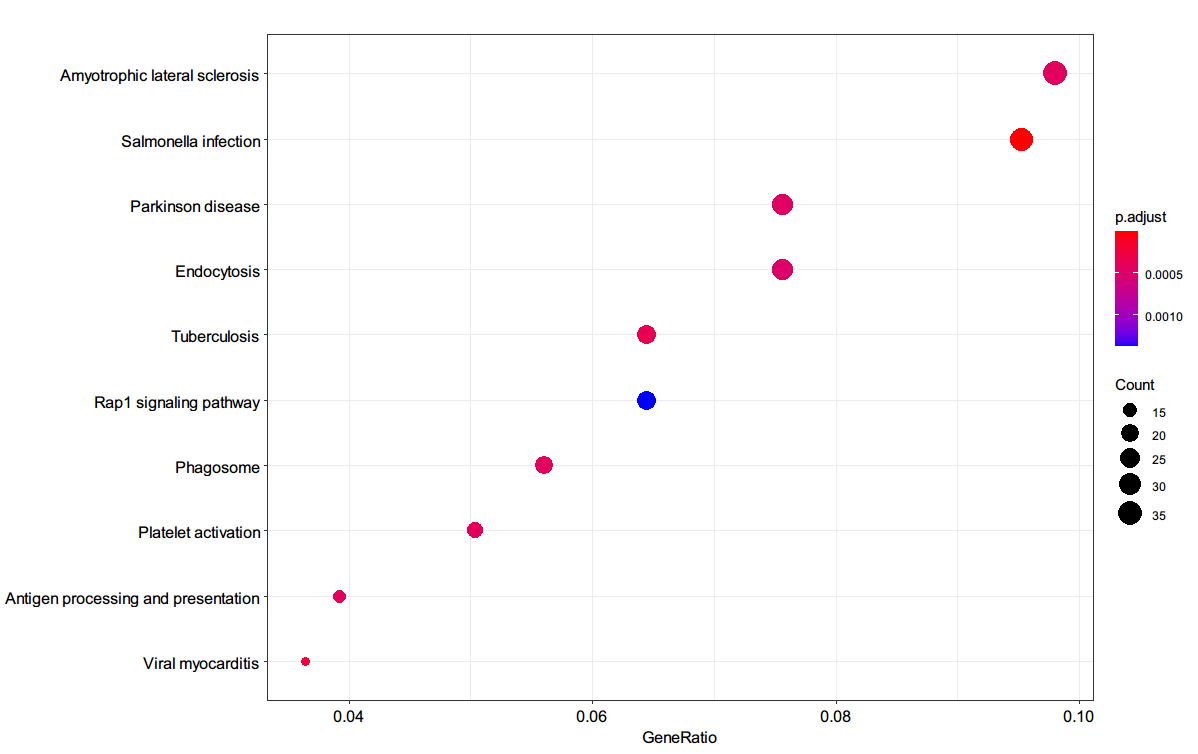 Amyotrophic lateral sclerosis
Salmonella infection
Parkinson disease
Endocytosis
Tuberculosis
Rap1 signaling pathway
Phagosome
Platelet activation
Antigen processing and presentation
Viral myocarditis
0.04
0.06
0.08
0.10
GeneRatio
p.adjust
0.0005
0.0010
Count
15
20
25
30
35